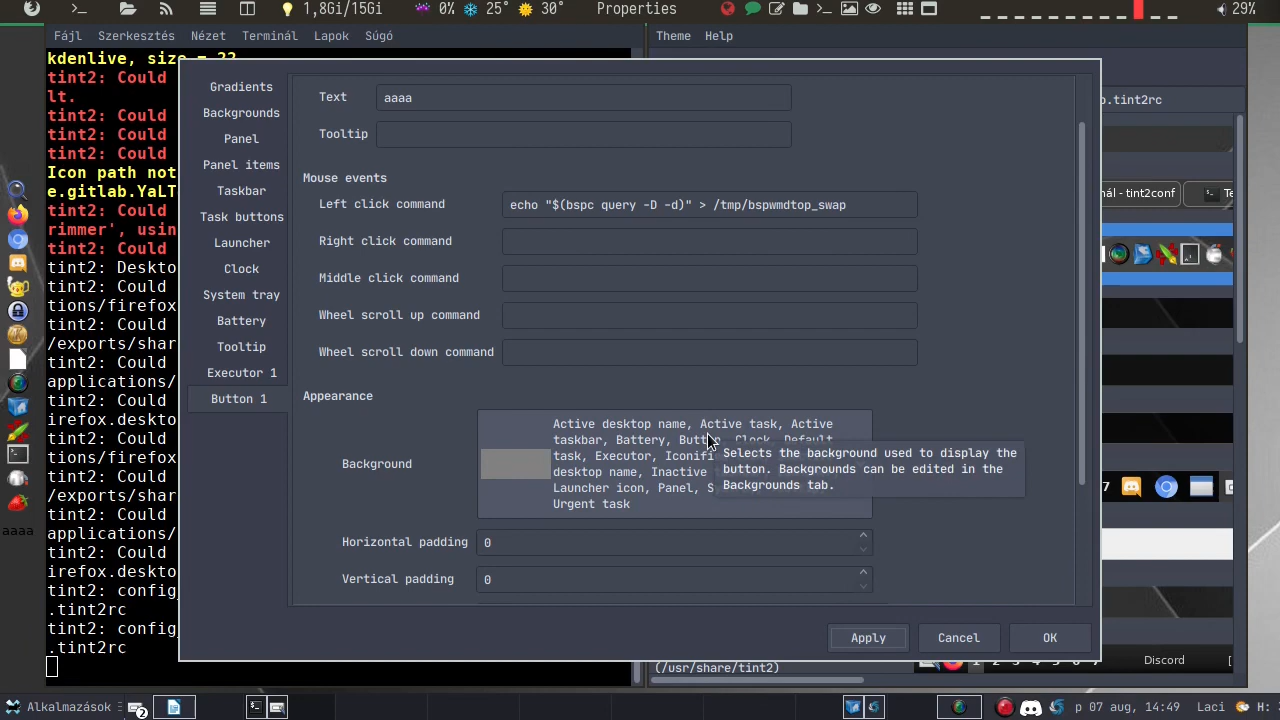 1,8Gi/15Gi
0%
25°
30°
Properties
29%
Fájl Szerkesztés Nézet Terminál Lapok Súgó
Theme Help
kdenlive, size = 22
tint2: Could
lt.
tint2: Could
tint2: Could
tint2: Could
Icon path not
e.gitlab.YaLT
tint2: Could
rimmer', usin
tint2: Could
tint2: Deskto
tint2: Could
tions/firefox
tint2: Could
/exports/shar
tint2: Could
applications/
tint2: Could
irefox.deskto
tint2: Could
tions/firefox
tint2: Could
/exports/shar
tint2: Could
applications/
tint2: Could
irefox.deskto
tint2: config
.tint2rc
tint2: config
.tint2rc
aaaa
Gradients
Backgrounds
Panel
Panel items
Taskbar
Task buttons
Launcher
Clock
System tray
Battery
Tooltip
Executor 1
Button 1
Text aaaa
Tooltip
Mouse events
Left click command echo "$(bspc query -D -d)" > /tmp/bspwmdtop_swap
Right click command
Middle click command
Wheel scroll up command
Wheel scroll down command
Appearance
Background
Active desktop name, Active task, Active
taskbar, Battery, Button, Clock, Default
task, Executor, Iconifi
desktop name, Inactive
Launcher icon, Panel, S
Urgent task
Selects the background used to display the
button. Backgrounds can be edited in the
Backgrounds tab.
Horizontal padding 0
Vertical padding 0
Apply Cancel OK
.tint2rc
nál - tint2conf
(/usr/share/tint2)
Discord
Alkalmazások
2
p 07 aug, 14:49
Laci
H: